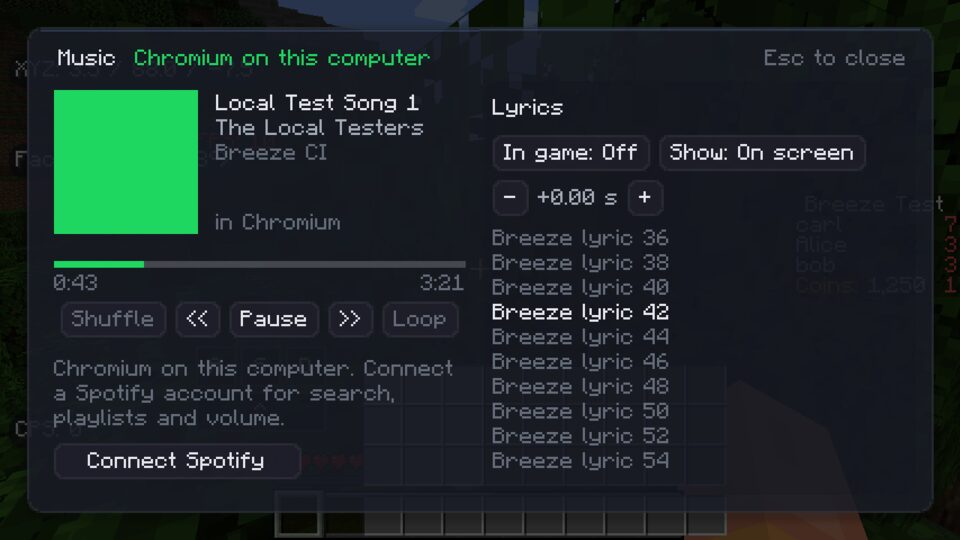 Music Chromium on this computer
Esc to close
Local Test Song 1
The Local Testers
Breeze CI
in Chromium
0:43
3:21
Shuffle
<<
Pause
>>
Loop
Chromium on this computer. Connect
a Spotify account for search,
playlists and volume.
Connect Spotify
Lyrics
In game: Off
Show: On screen
-
+0.00 s
+
Breeze lyric 36
Breeze lyric 38
Breeze lyric 40
Breeze lyric 42
Breeze lyric 44
Breeze lyric 46
Breeze lyric 48
Breeze lyric 50
Breeze lyric 52
Breeze lyric 54
Breeze Test
carl 7
Alice 3
bob 3
Coins: 1,250 1